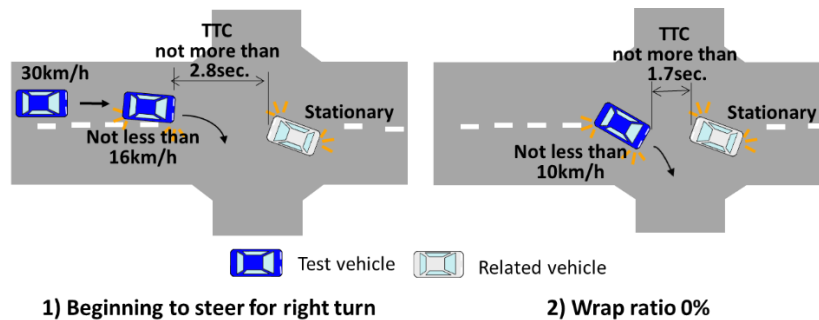 30km/h
TTC
not more than
2.8sec.
Stationary
Not less than
16km/h
TTC
not more than
1.7sec.
Stationary
Not less than
10km/h
Test vehicle
Related vehicle
1) Beginning to steer for right turn
2) Wrap ratio 0%